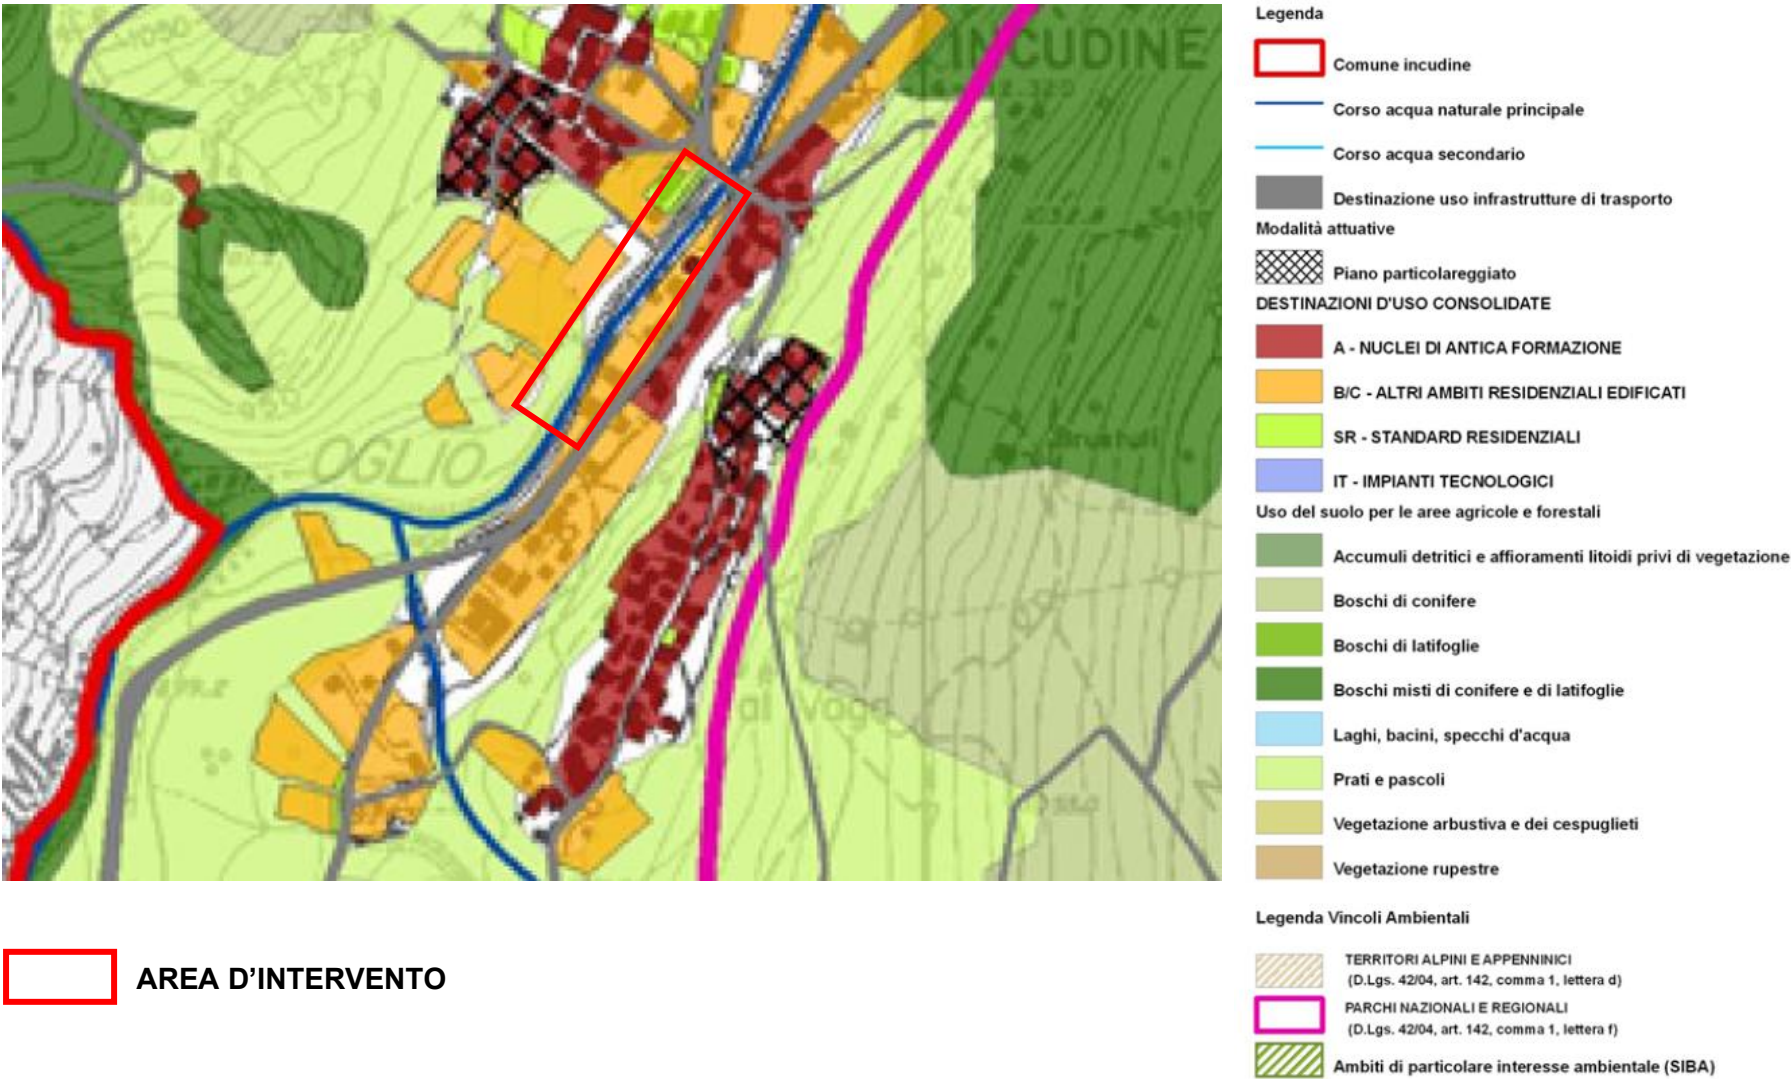 INCUDINE
OGLIO
al Vago
Legenda
Comune incudine
Corso acqua naturale principale
Corso acqua secondario
Destinazione uso infrastrutture di trasporto
Modalità attuative
Piano particolareggiato
DESTINAZIONI D'USO CONSOLIDATE
A - NUCLEI DI ANTICA FORMAZIONE
B/C - ALTRI AMBITI RESIDENZIALI EDIFICATI
SR - STANDARD RESIDENZIALI
IT - IMPIANTI TECNOLOGICI
Uso del suolo per le aree agricole e forestali
Accumuli detritici e affioramenti litoidi privi di vegetazione
Boschi di conifere
Boschi di latifoglie
Boschi misti di conifere e di latifoglie
Laghi, bacini, specchi d'acqua
Prati e pascoli
Vegetazione arbustiva e dei cespuglieti
Vegetazione rupestre
Legenda Vincoli Ambientali
TERRITORI ALPINI E APPENNINICI
(D.Lgs. 42/04, art. 142, comma 1, lettera d)
PARCHI NAZIONALI E REGIONALI
(D.Lgs. 42/04, art. 142, comma 1, lettera f)
Ambiti di particolare interesse ambientale (SIBA)
AREA D’INTERVENTO